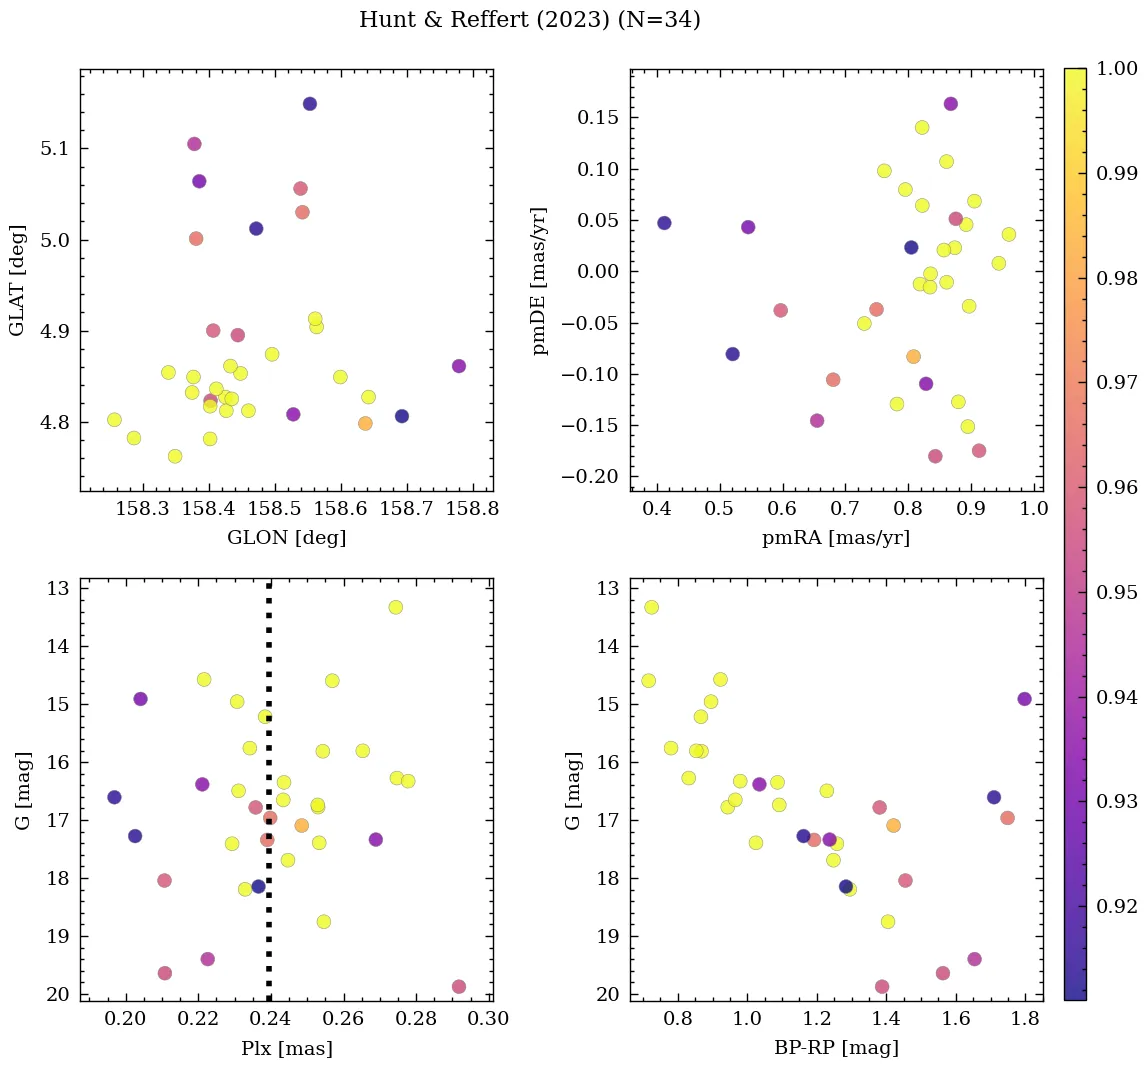 Hunt & Reffert (2023) (N=34)
5.1
5.0
4.9
4.8
GLAT [deg]
158.3 158.4 158.5 158.6 158.7 158.8
GLON [deg]
0.15
0.10
0.05
0.00
−0.05
−0.10
−0.15
−0.20
pmDE [mas/yr]
0.4 0.5 0.6 0.7 0.8 0.9 1.0
pmRA [mas/yr]
13
14
15
16
17
18
19
20
G [mag]
0.20 0.22 0.24 0.26 0.28 0.30
Plx [mas]
13
14
15
16
17
18
19
20
G [mag]
0.8 1.0 1.2 1.4 1.6 1.8
BP-RP [mag]
1.00
0.99
0.98
0.97
0.96
0.95
0.94
0.93
0.92